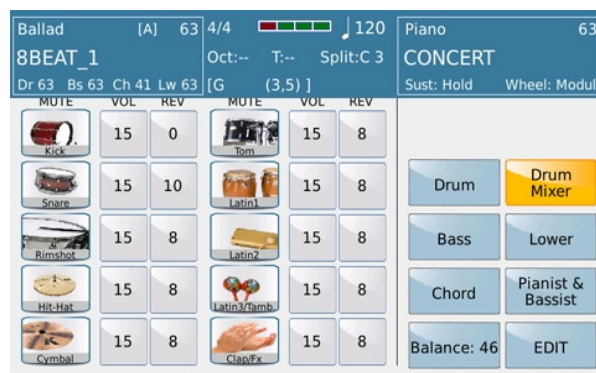 Ballad [A] 63
8BEAT_1
Dr 63 Bs 63 Ch 41 Lw 63
4/4 120
Oct:-- T:-- Split:C 3
[G (3,5) ]
Piano 63
CONCERT
Sust: Hold Wheel: Modul
MUTE VOL REV MUTE VOL REV
Kick 15 0 Tom 15 8
Snare 15 10 Latin1 15 8
Rimshot 15 8 Latin2 15 8
Hit-Hat 15 8 Latin3/Tamb 15 8
Cymbal 15 8 Clap/Fx 15 8
Drum
Drum
Mixer
Bass
Lower
Chord
Pianist &
Bassist
Balance: 46
EDIT